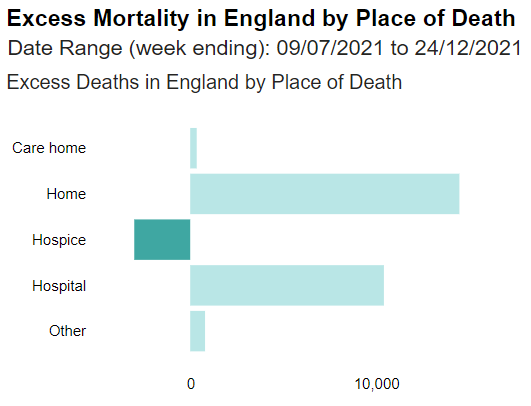 Excess Mortality in England by Place of Death
Date Range (week ending): 09/07/2021 to 24/12/2021
Excess Deaths in England by Place of Death
Care home
Home
Hospice
Hospital
Other
0 10,000